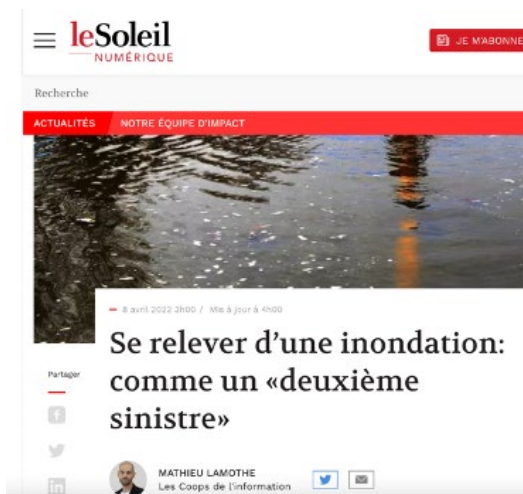 leSoleil
NUMÉRIQUE
JE M'ABONNE
Recherche
ACTUALITÉS NOTRE ÉQUIPE D'IMPACT
8 avril 2022 3h00 / Mis à jour à 4h00
Se relever d'une inondation:
comme un «deuxième
sinistre»
Partager
MATHIEU LAMOTHE
Les Coops de l'information